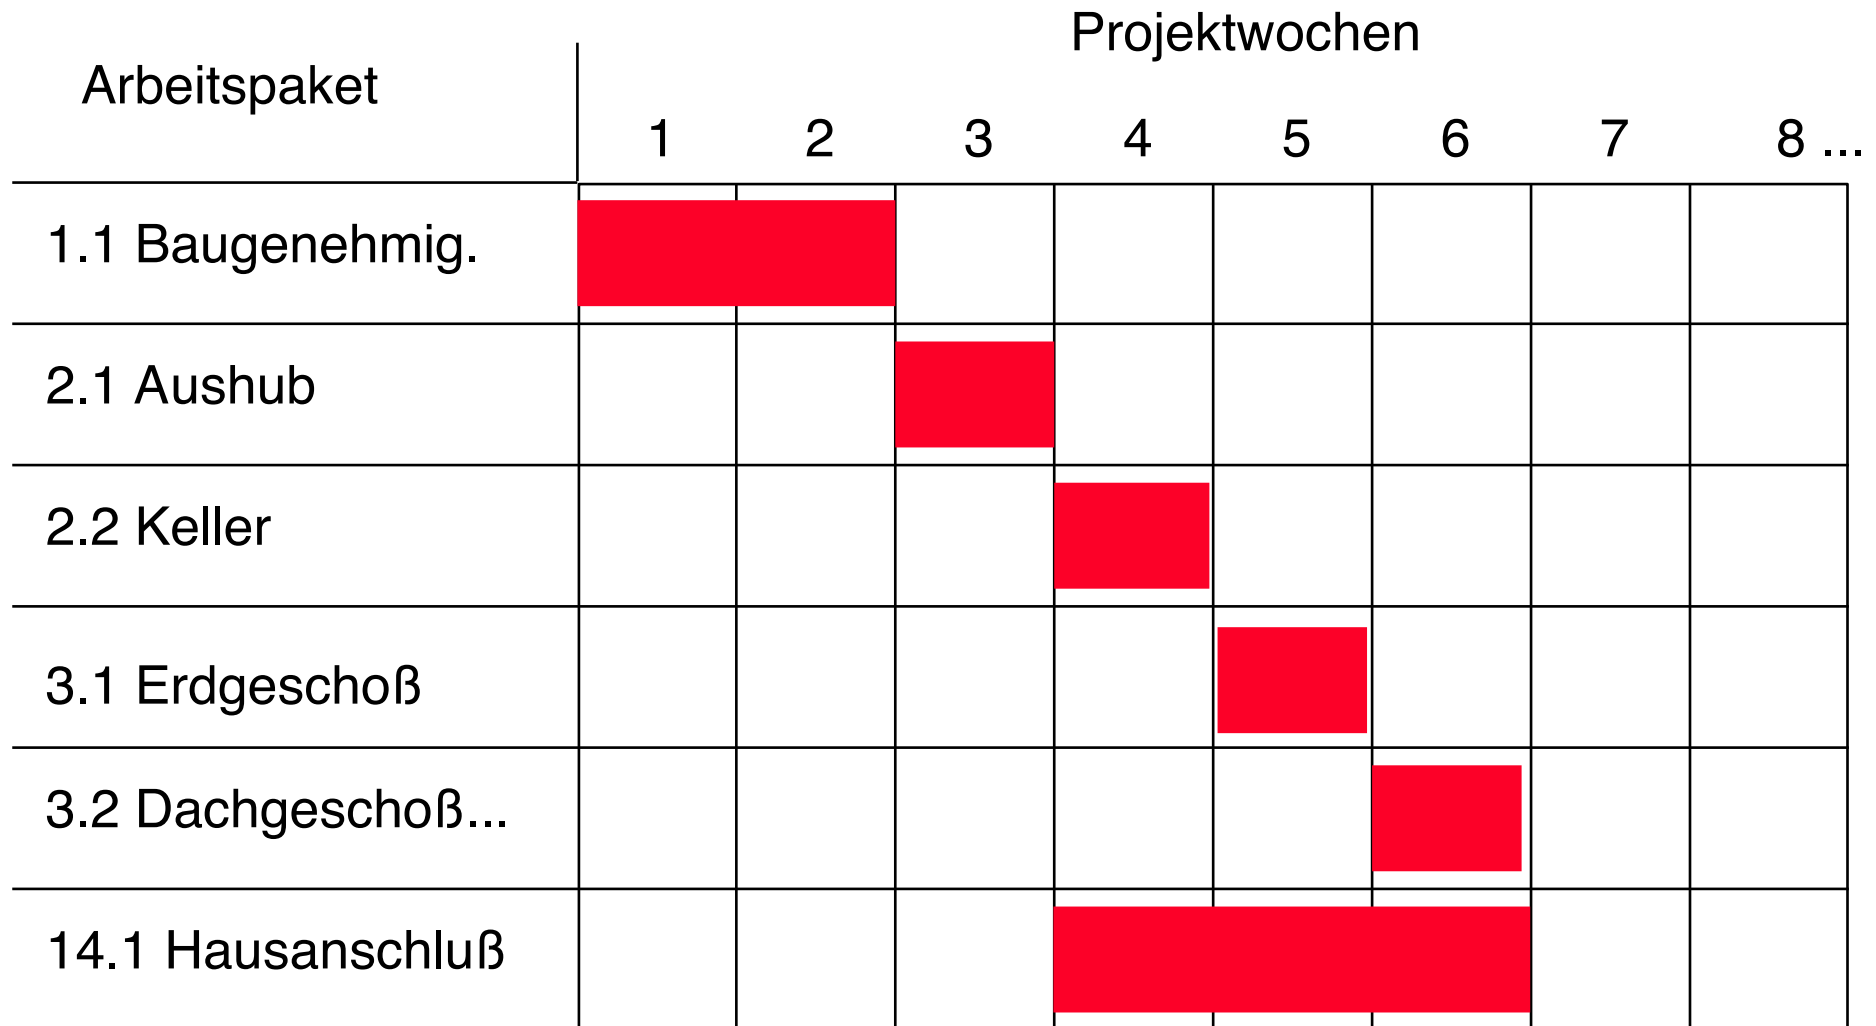 Projektwochen
Arbeitspaket
1 2 3 4 5 6 7 8 ...
1.1 Baugenehmig.
2.1 Aushub
2.2 Keller
3.1 Erdgeschoß
3.2 Dachgeschoß...
14.1 Hausanschluß